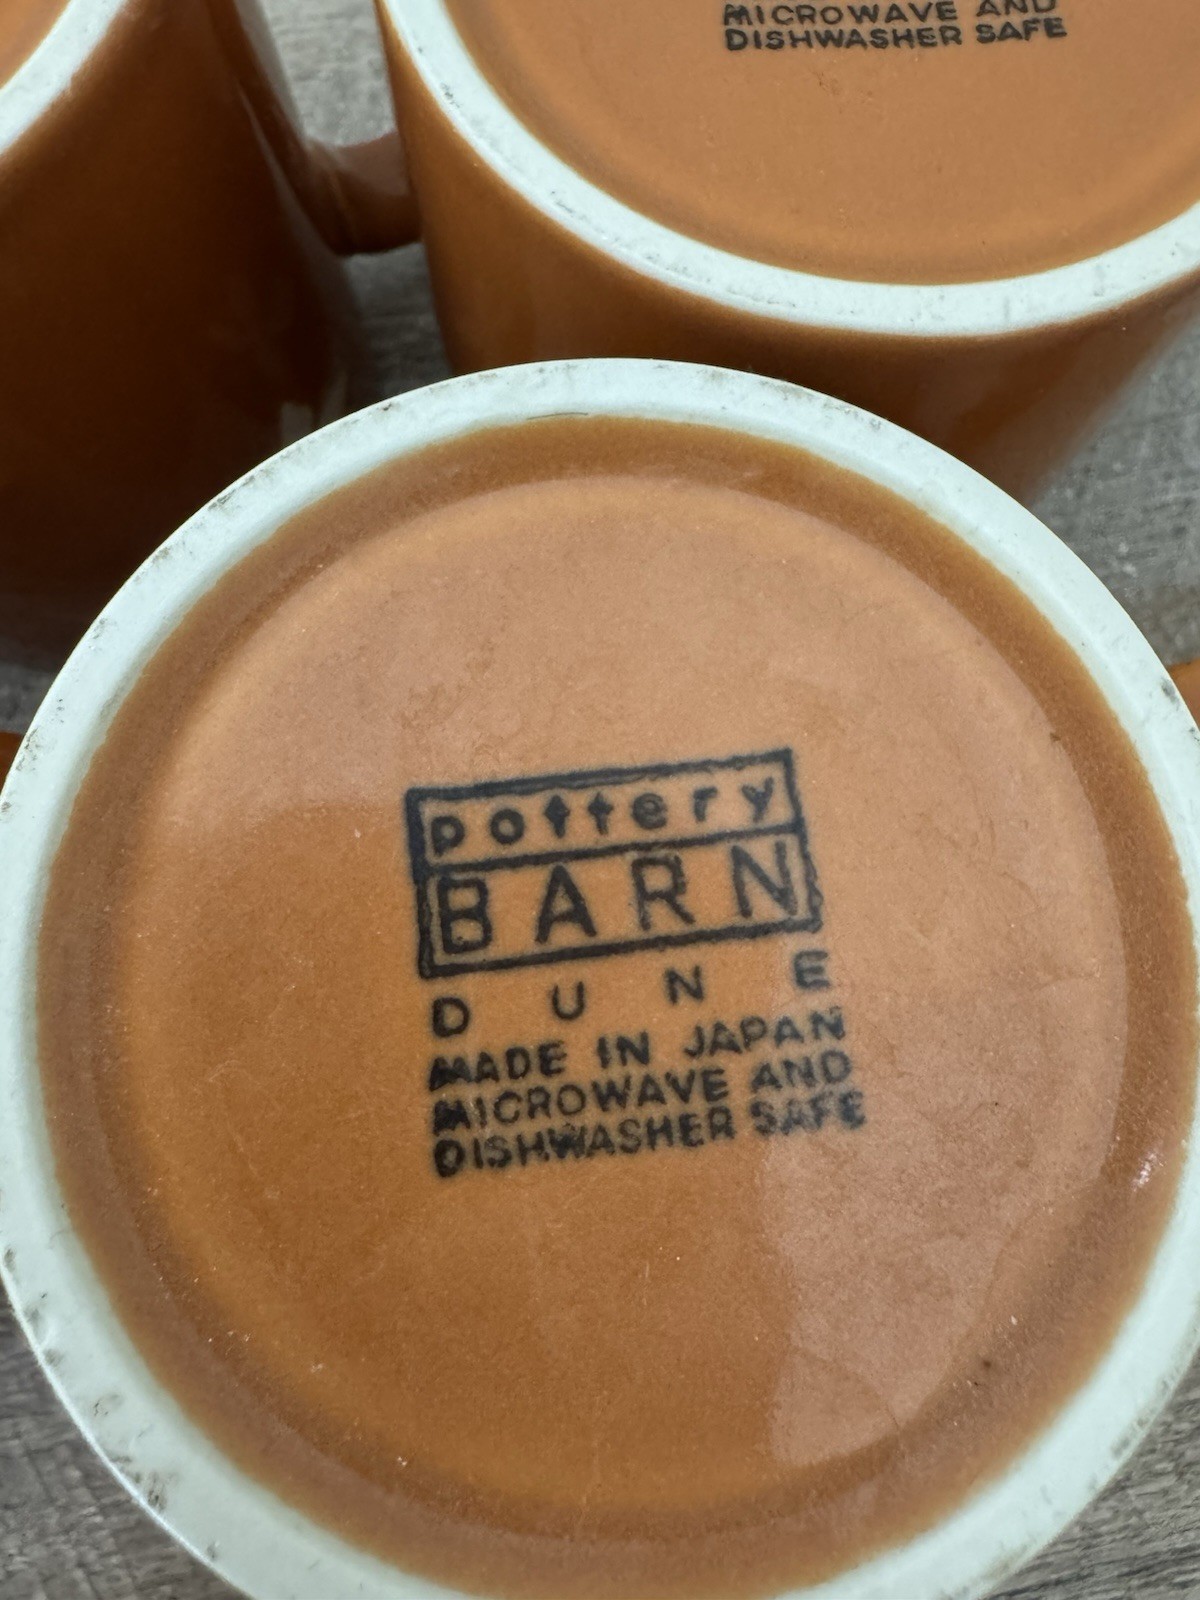 MICROWAVE AND
DISHWASHER SAFE
pottery
BARN
DUNE
MADE IN JAPAN
MICROWAVE AND
DISHWASHER SAFE